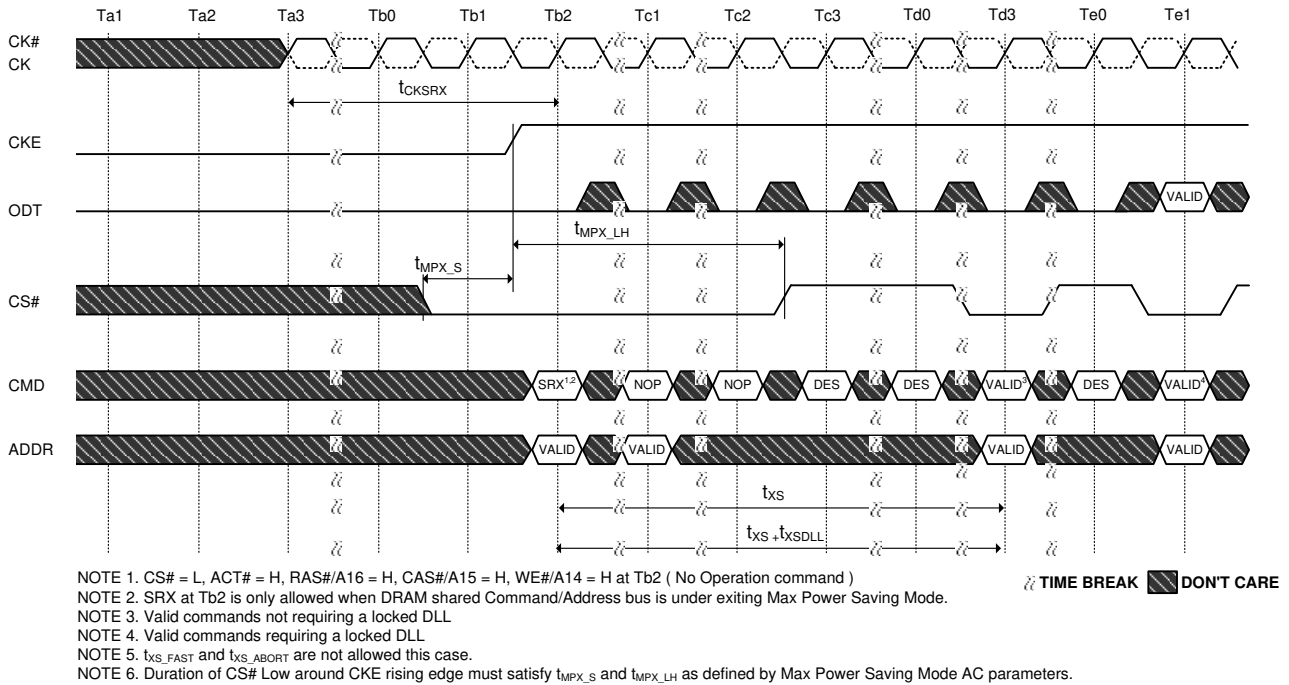 Ta1 Ta2 Ta3 Tb0 Tb1 Tb2 Tc1 Tc2 Tc3 Td0 Td3 Te0 Te1
CK#
CK
tCKSRX
CKE
ODT
VALID
tMPX_LH
tMPX_S
CS#
CMD
SRX1,2 NOP NOP DES DES VALID3 DES VALID4
ADDR
VALID VALID VALID VALID
tXS
tXS +tXSDLL
NOTE 1. CS# = L, ACT# = H, RAS#/A16 = H, CAS#/A15 = H, WE#/A14 = H at Tb2 ( No Operation command )
TIME BREAK DON'T CARE
NOTE 2. SRX at Tb2 is only allowed when DRAM shared Command/Address bus is under exiting Max Power Saving Mode.
NOTE 3. Valid commands not requiring a locked DLL
NOTE 4. Valid commands requiring a locked DLL
NOTE 5. tXS_FAST and tXS_ABORT are not allowed this case.
NOTE 6. Duration of CS# Low around CKE rising edge must satisfy tMPX_S and tMPX_LH as defined by Max Power Saving Mode AC parameters.